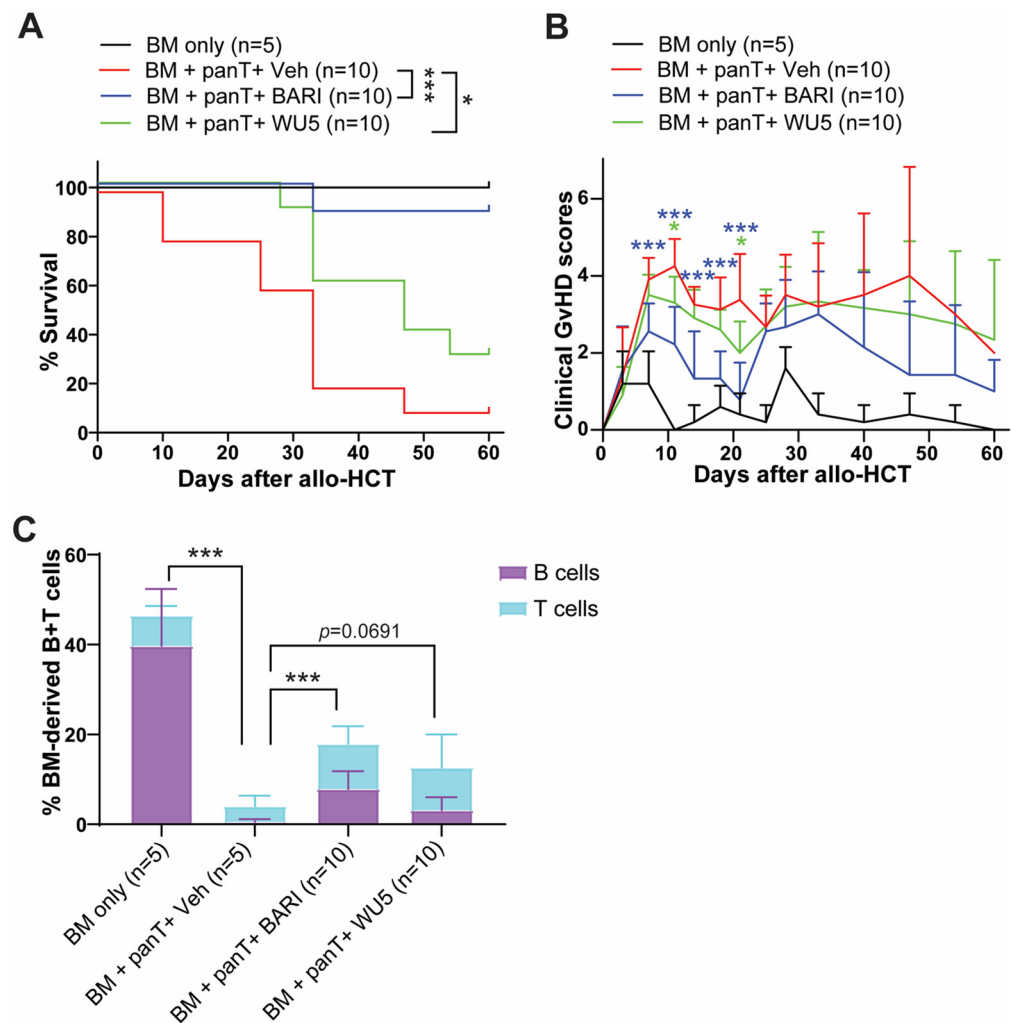 A
BM only (n=5)
BM + panT+ Veh (n=10)
BM + panT+ BARI (n=10)
BM + panT+ WU5 (n=10)
***
*
% Survival
100
80
60
40
20
0
0 10 20 30 40 50 60
Days after allo-HCT
B
BM only (n=5)
BM + panT+ Veh (n=10)
BM + panT+ BARI (n=10)
BM + panT+ WU5 (n=10)
Clinical GvHD scores
6
4
2
0
*** *** * *** *** *** *
0 10 20 30 40 50 60
Days after allo-HCT
C
% BM-derived B+T cells
60
40
20
0
***
***
p=0.0691
B cells
T cells
BM only (n=5)
BM + panT+ Veh (n=5)
BM + panT+ BARI (n=10)
BM + panT+ WU5 (n=10)